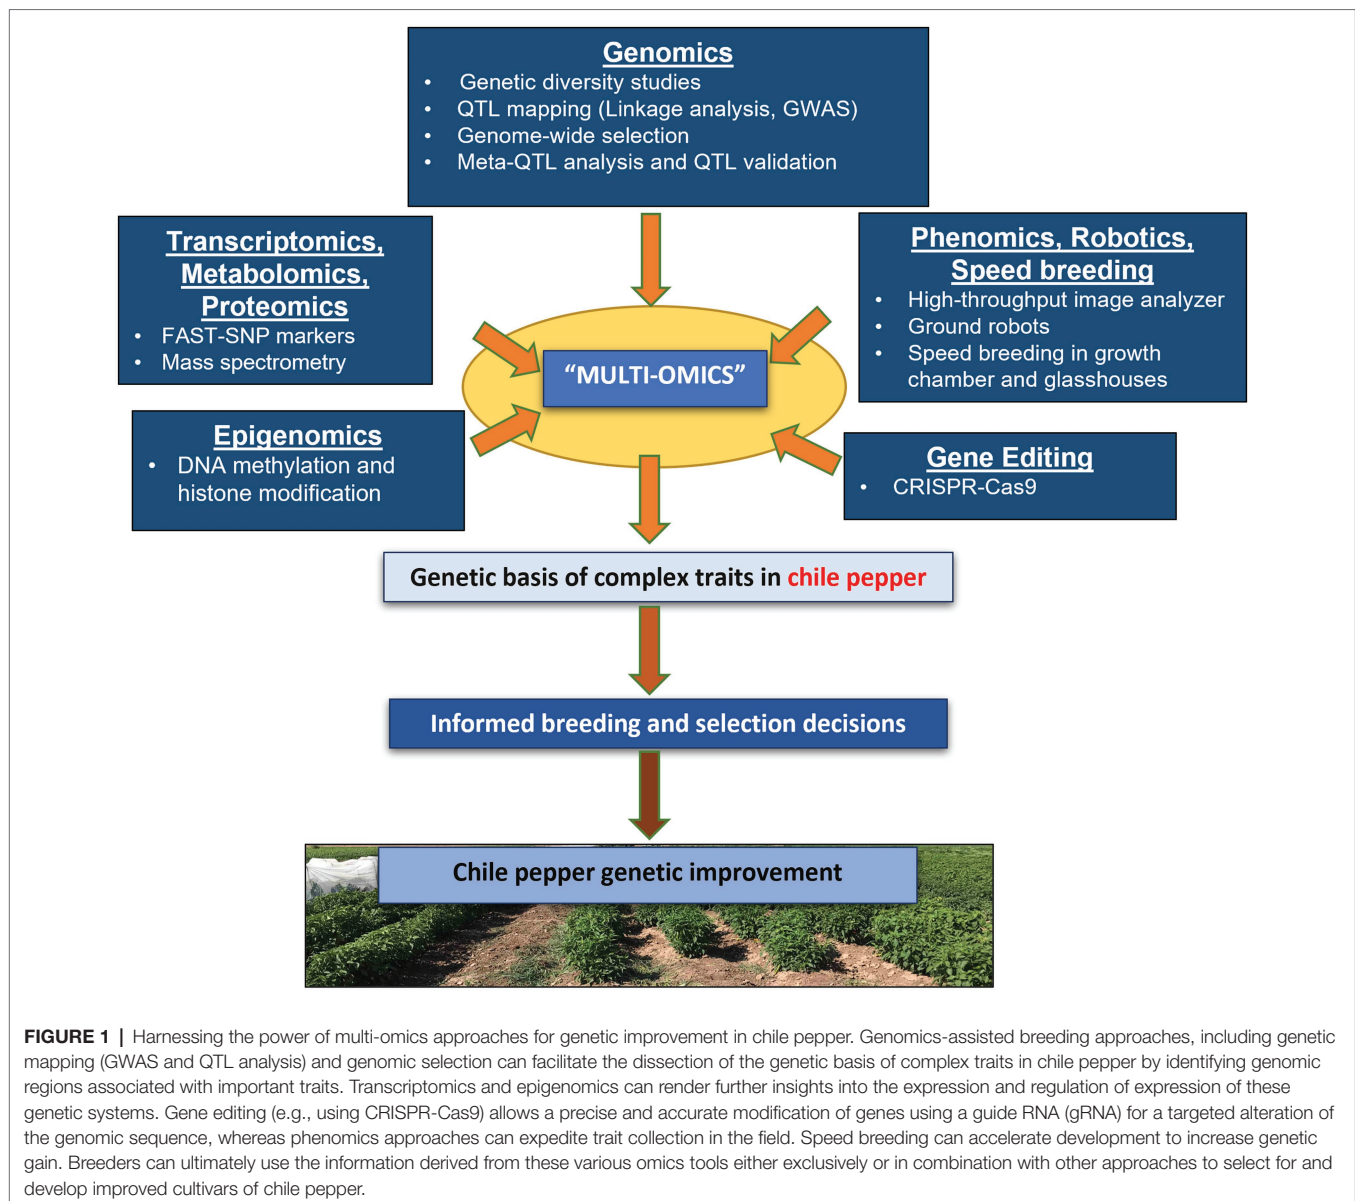 Genomics
• Genetic diversity studies
• QTL mapping (Linkage analysis, GWAS)
• Genome-wide selection
• Meta-QTL analysis and QTL validation
Transcriptomics,
Metabolomics,
Proteomics
• FAST-SNP markers
• Mass spectrometry
Phenomics, Robotics,
Speed breeding
• High-throughput image analyzer
• Ground robots
• Speed breeding in growth
chamber and glasshouses
“MULTI-OMICS”
Epigenomics
• DNA methylation and
histone modification
Gene Editing
• CRISPR-Cas9
Genetic basis of complex traits in chile pepper
Informed breeding and selection decisions
Chile pepper genetic improvement
FIGURE 1 | Harnessing the power of multi-omics approaches for genetic improvement in chile pepper. Genomics-assisted breeding approaches, including genetic
mapping (GWAS and QTL analysis) and genomic selection can facilitate the dissection of the genetic basis of complex traits in chile pepper by identifying genomic
regions associated with important traits. Transcriptomics and epigenomics can render further insights into the expression and regulation of expression of these
genetic systems. Gene editing (e.g., using CRISPR-Cas9) allows a precise and accurate modification of genes using a guide RNA (gRNA) for a targeted alteration of
the genomic sequence, whereas phenomics approaches can expedite trait collection in the field. Speed breeding can accelerate development to increase genetic
gain. Breeders can ultimately use the information derived from these various omics tools either exclusively or in combination with other approaches to select for and
develop improved cultivars of chile pepper.